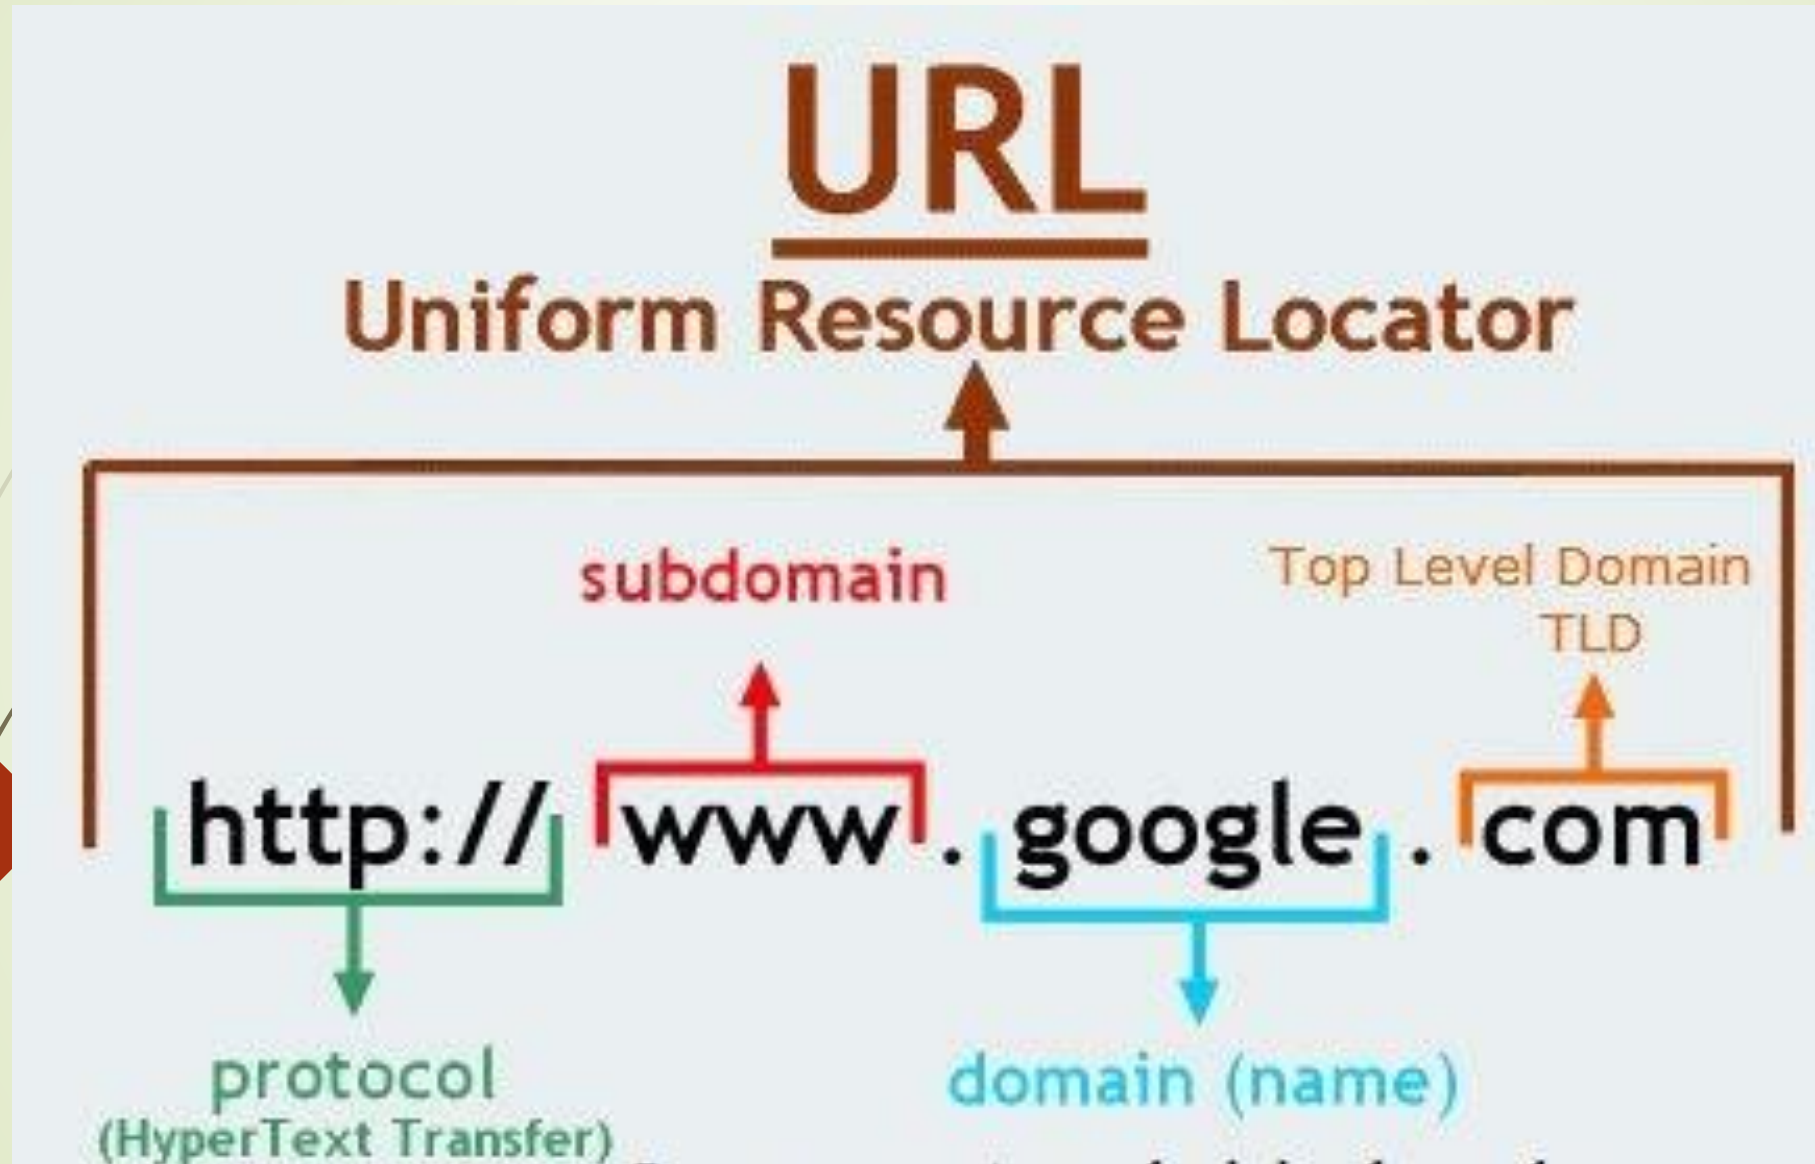 URL
Uniform Resource Locator
subdomain
Top Level Domain
TLD
http:// www . google . com
protocol
domain (name)
(HyperText Transfer)